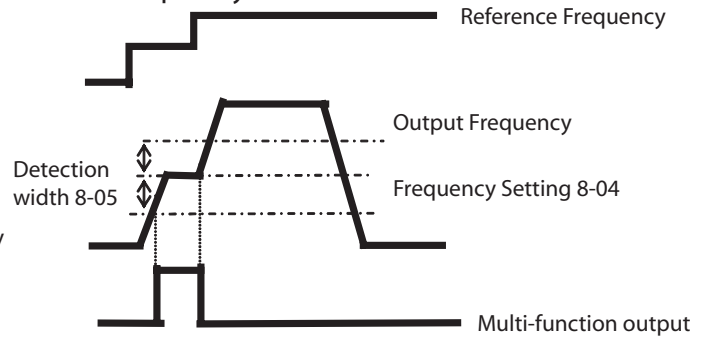 Reference Frequency
Output Frequency
Detection
width 8-05
Frequency Setting 8-04
Multi-function output